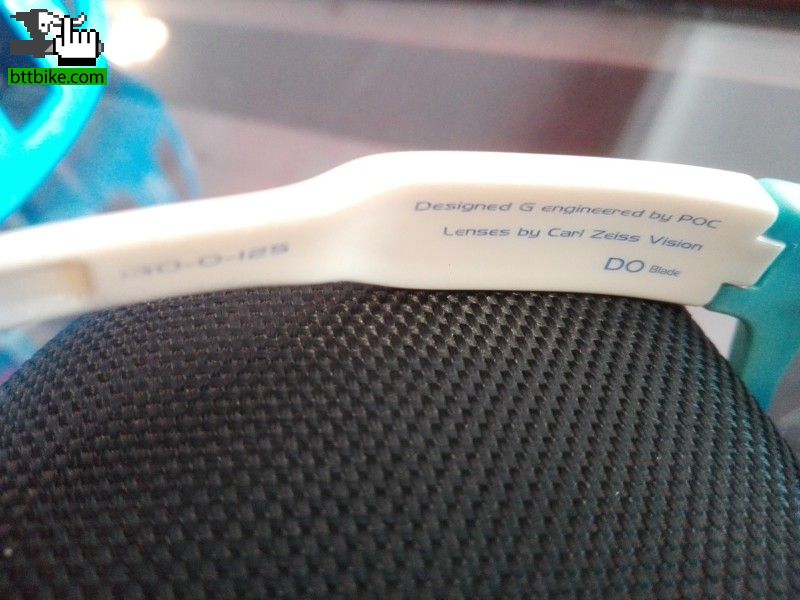 bttbike.com
Designed & engineered by POC
Lenses by Carl Zeiss Vision
DO Blade
130-0-125